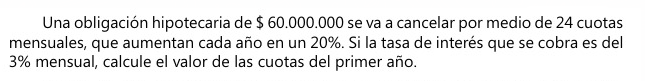 Una obligación hipotecaria de $ 60.000.000 se va a cancelar por medio de 24 cuotas
mensuales, que aumentan cada año en un 20%. Si la tasa de interés que se cobra es del
3% mensual, calcule el valor de las cuotas del primer año.